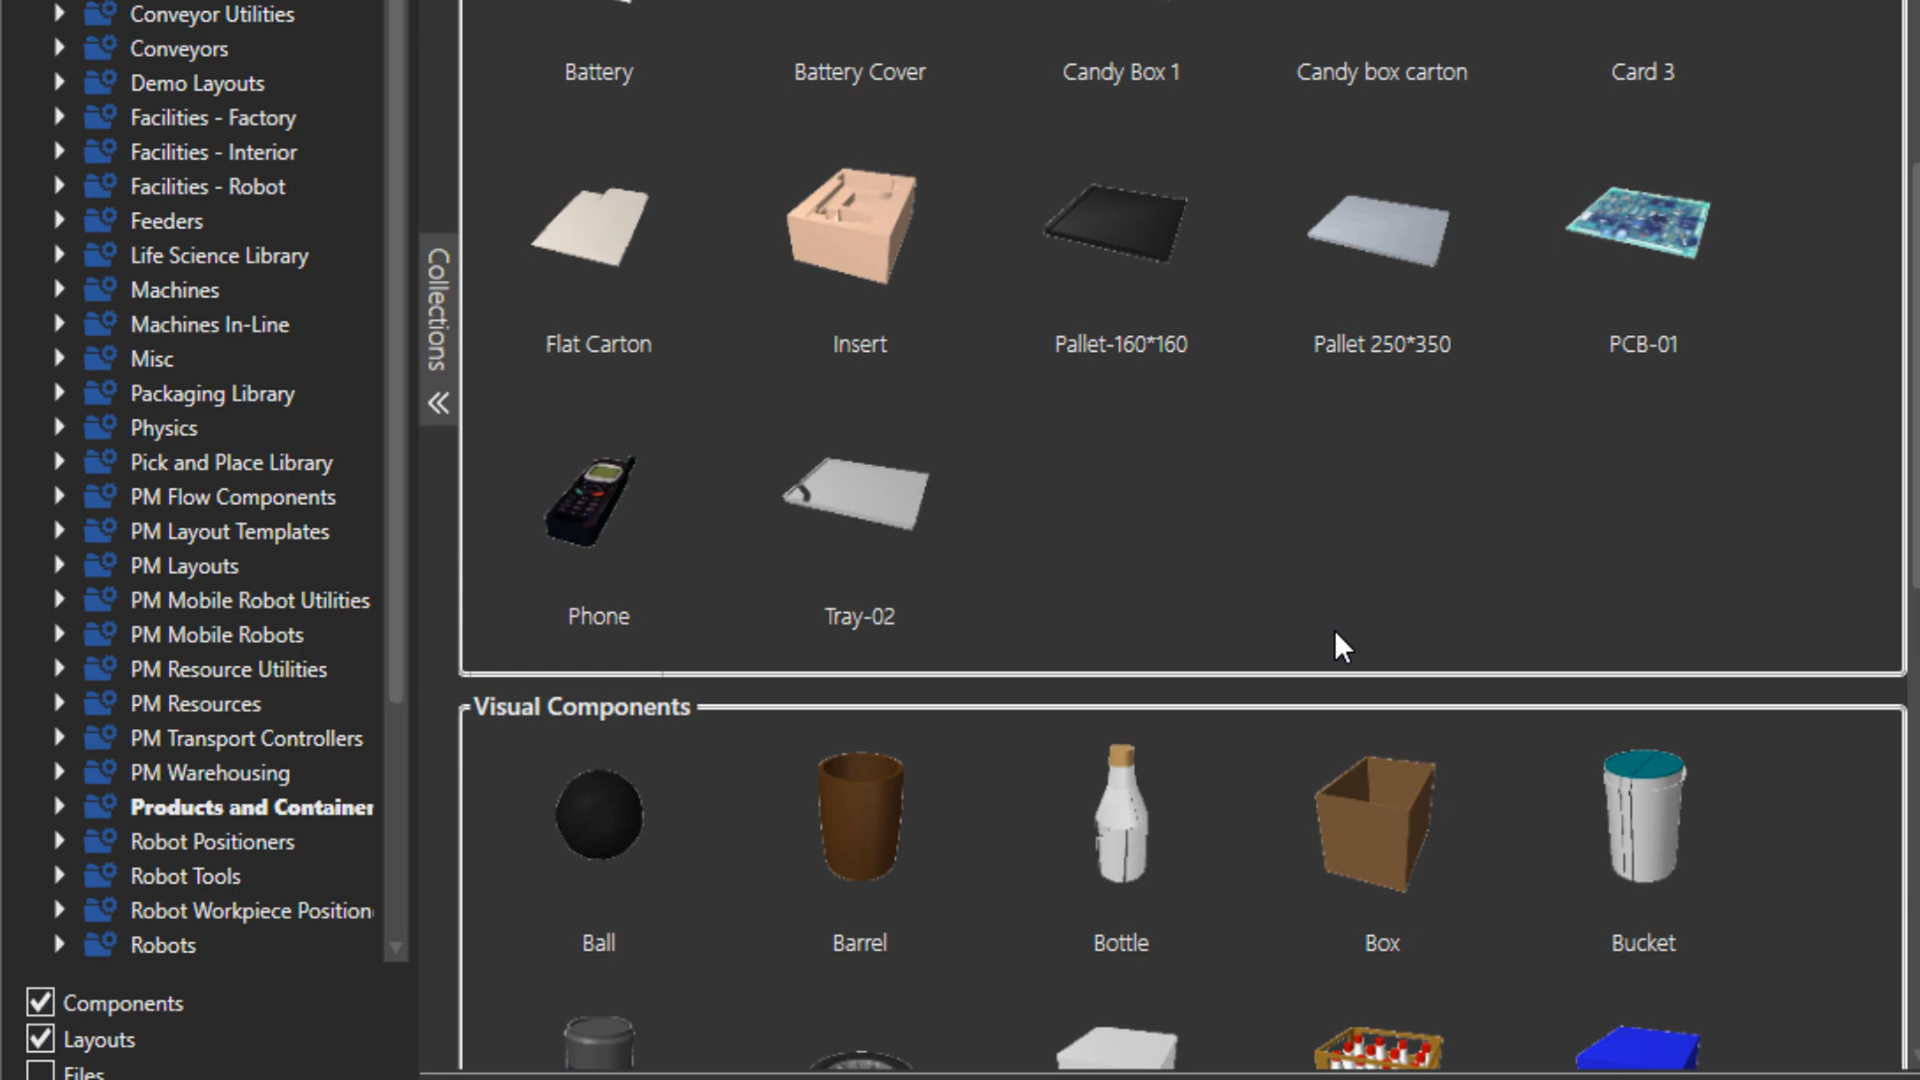 Conveyor Utilities
Conveyors
Demo Layouts
Facilities - Factory
Facilities - Interior
Facilities - Robot
Feeders
Life Science Library
Machines
Machines In-Line
Misc
Packaging Library
Physics
Pick and Place Library
PM Flow Components
PM Layout Templates
PM Layouts
PM Mobile Robot Utilities
PM Mobile Robots
PM Resource Utilities
PM Resources
PM Transport Controllers
PM Warehousing
Products and Container
Robot Positioners
Robot Tools
Robot Workpiece Position
Robots
Components
Layouts
Files
Collections
Battery Battery Cover Candy Box 1 Candy box carton Card 3
Flat Carton Insert Pallet-160*160 Pallet 250*350 PCB-01
Phone Tray-02
Visual Components
Ball Barrel Bottle Box Bucket